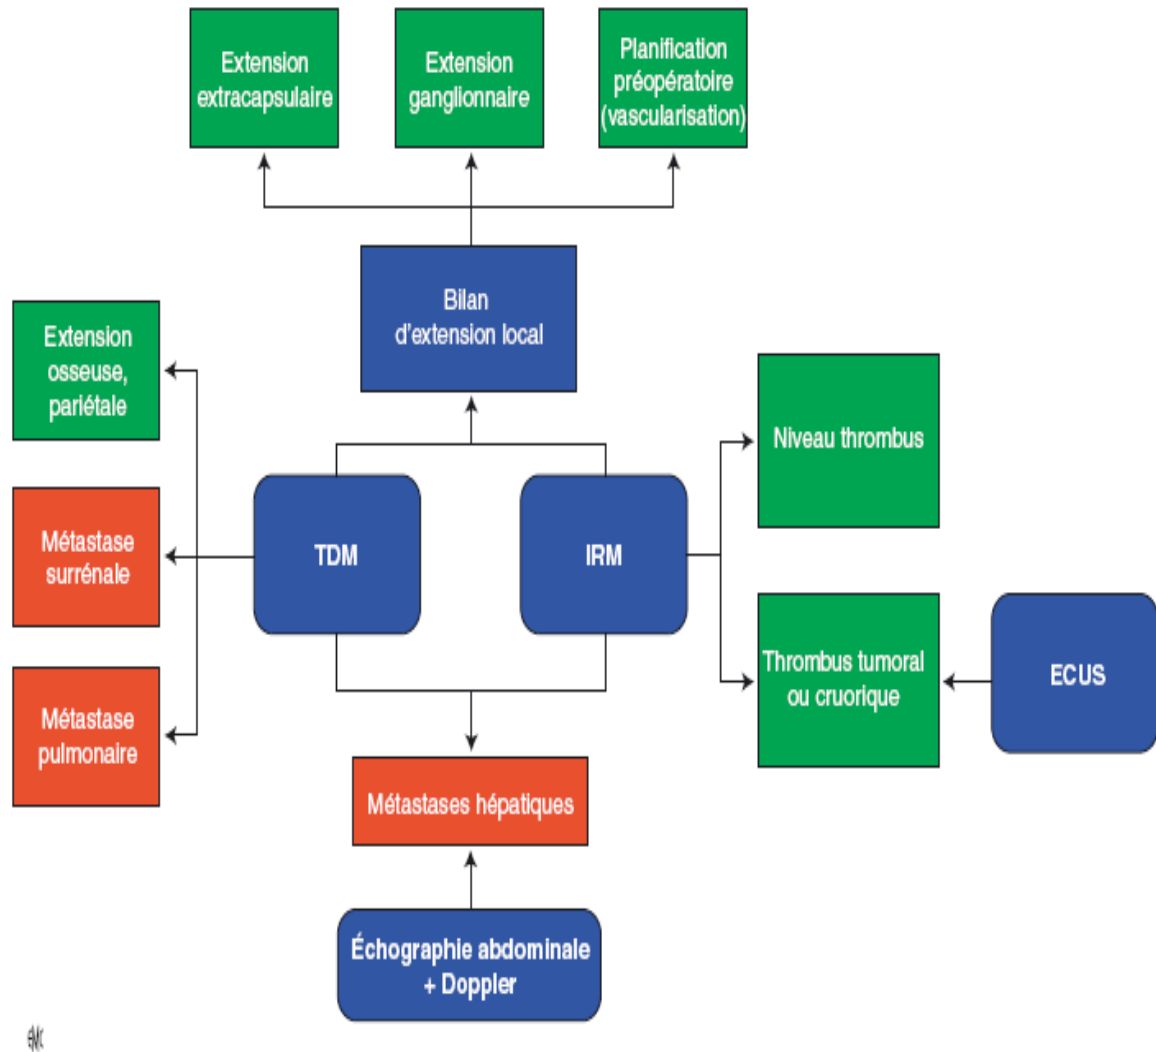 Extension
extracapsulaire
Extension
ganglionnaire
Planification
préopératoire
(vascularisation)
Bilan
d'extension local
Extension
osseuse,
pariétale
Niveau thrombus
Métastase
surrénale
TDM
IRM
Thrombus tumoral
ou cruorique
ECUS
Métastase
pulmonaire
Métastases hépatiques
Échographie abdominale
+ Doppler
EMC